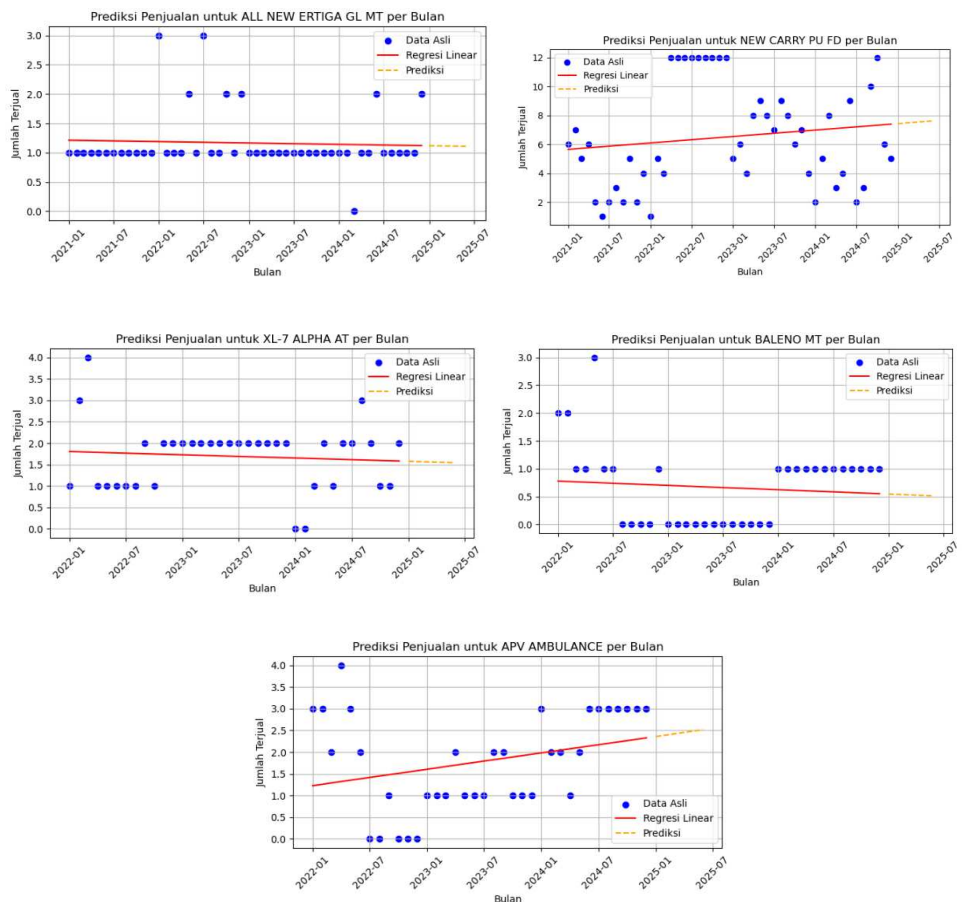 Prediksi Penjualan untuk ALL NEW ERTIGA GL MT per Bulan
3.0
2.5
2.0
1.5
1.0
0.5
0.0
Jumlah Terjual
Data Asli
Regresi Linear
Prediksi
2021-01
2021-07
2022-01
2022-07
2023-01
2023-07
2024-01
2024-07
2025-01
2025-07
Bulan
Prediksi Penjualan untuk NEW CARRY PU FD per Bulan
12
10
8
6
4
2
Jumlah Terjual
Data Asli
Regresi Linear
Prediksi
2021-01
2021-07
2022-01
2022-07
2023-01
2023-07
2024-01
2024-07
2025-01
2025-07
Bulan
Prediksi Penjualan untuk XL-7 ALPHA AT per Bulan
4.0
3.5
3.0
2.5
2.0
1.5
1.0
0.5
0.0
Jumlah Terjual
Data Asli
Regresi Linear
Prediksi
2022-01
2022-07
2023-01
2023-07
2024-01
2024-07
2025-01
2025-07
Bulan
Prediksi Penjualan untuk BALENO MT per Bulan
3.0
2.5
2.0
1.5
1.0
0.5
0.0
Jumlah Terjual
Data Asli
Regresi Linear
Prediksi
2022-01
2022-07
2023-01
2023-07
2024-01
2024-07
2025-01
2025-07
Bulan
Prediksi Penjualan untuk APV AMBULANCE per Bulan
4.0
3.5
3.0
2.5
2.0
1.5
1.0
0.5
0.0
Jumlah Terjual
Data Asli
Regresi Linear
Prediksi
2022-01
2022-07
2023-01
2023-07
2024-01
2024-07
2025-01
2025-07
Bulan